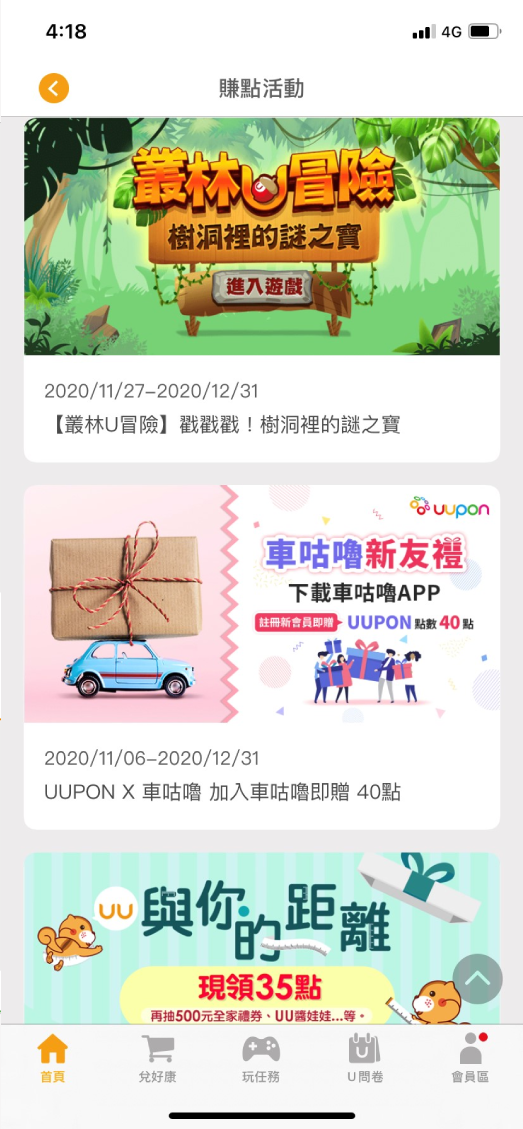 4:18
4G
賺點活動
叢林U冒險
樹洞裡的謎之寶
進入遊戲
2020/11/27-2020/12/31
【叢林U冒險】戳戳戳!樹洞裡的謎之寶
uupon
車咕嚕新友禮
下載車咕嚕APP
註冊新會員即贈 UUPON 點數 40 點
2020/11/06-2020/12/31
UUPON X 車咕嚕 加入車咕嚕即贈 40點
UU 與你的距離
現領35點
再抽500元全家禮券、UU醬娃娃...等。
首頁 兌好康 玩任務 U問卷 會員區